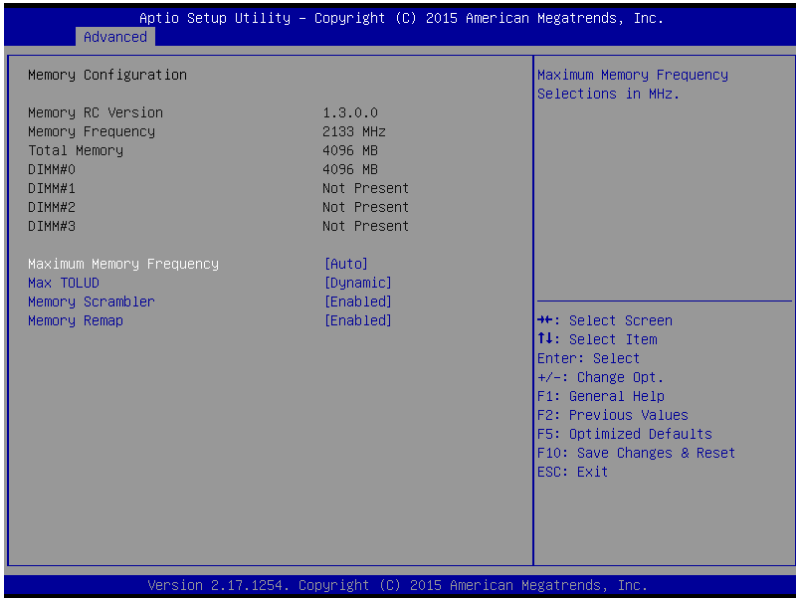 Aptio Setup Utility – Copyright (C) 2015 American Megatrends, Inc.
Advanced
Memory Configuration
Memory RC Version 1.3.0.0
Memory Frequency 2133 MHz
Total Memory 4096 MB
DIMM#0 4096 MB
DIMM#1 Not Present
DIMM#2 Not Present
DIMM#3 Not Present
Maximum Memory Frequency [Auto]
Max TOLUD [Dynamic]
Memory Scrambler [Enabled]
Memory Remap [Enabled]
Maximum Memory Frequency
Selections in MHz.
→←: Select Screen
↑↓: Select Item
Enter: Select
+/-: Change Opt.
F1: General Help
F2: Previous Values
F5: Optimized Defaults
F10: Save Changes & Reset
ESC: Exit
Version 2.17.1254. Copyright (C) 2015 American Megatrends, Inc.